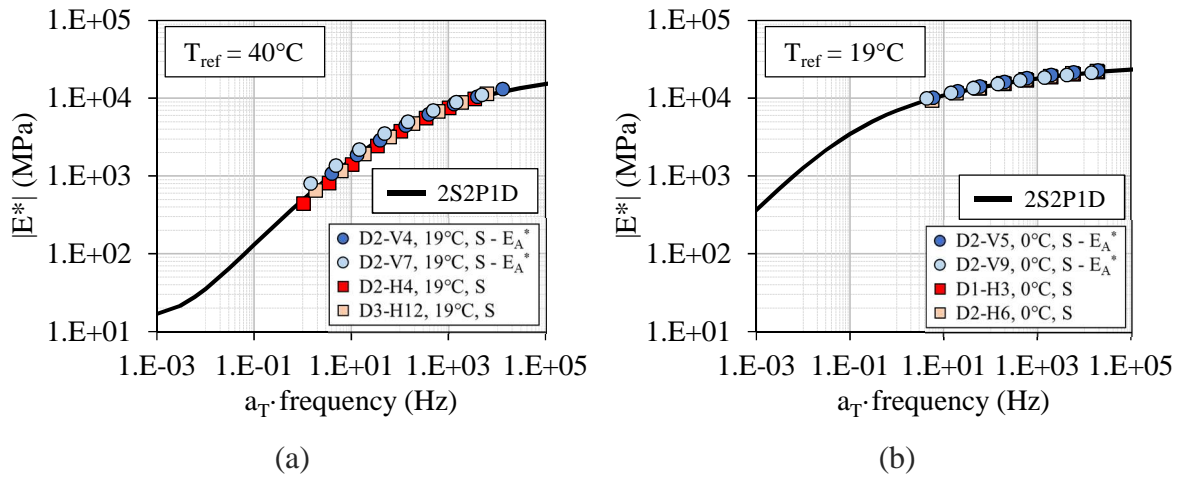 1.E+05
1.E+04
1.E+03
1.E+02
1.E+01
|E*| (MPa)
T_ref = 40°C
2S2P1D
D2-V4, 19°C, S - E_A^*
D2-V7, 19°C, S - E_A^*
D2-H4, 19°C, S
D3-H12, 19°C, S
1.E-03 1.E-01 1.E+01 1.E+03 1.E+05
a_T·frequency (Hz)
(a)
1.E+05
1.E+04
1.E+03
1.E+02
1.E+01
|E*| (MPa)
T_ref = 19°C
2S2P1D
D2-V5, 0°C, S - E_A^*
D2-V9, 0°C, S - E_A^*
D1-H3, 0°C, S
D2-H6, 0°C, S
1.E-03 1.E-01 1.E+01 1.E+03 1.E+05
a_T·frequency (Hz)
(b)